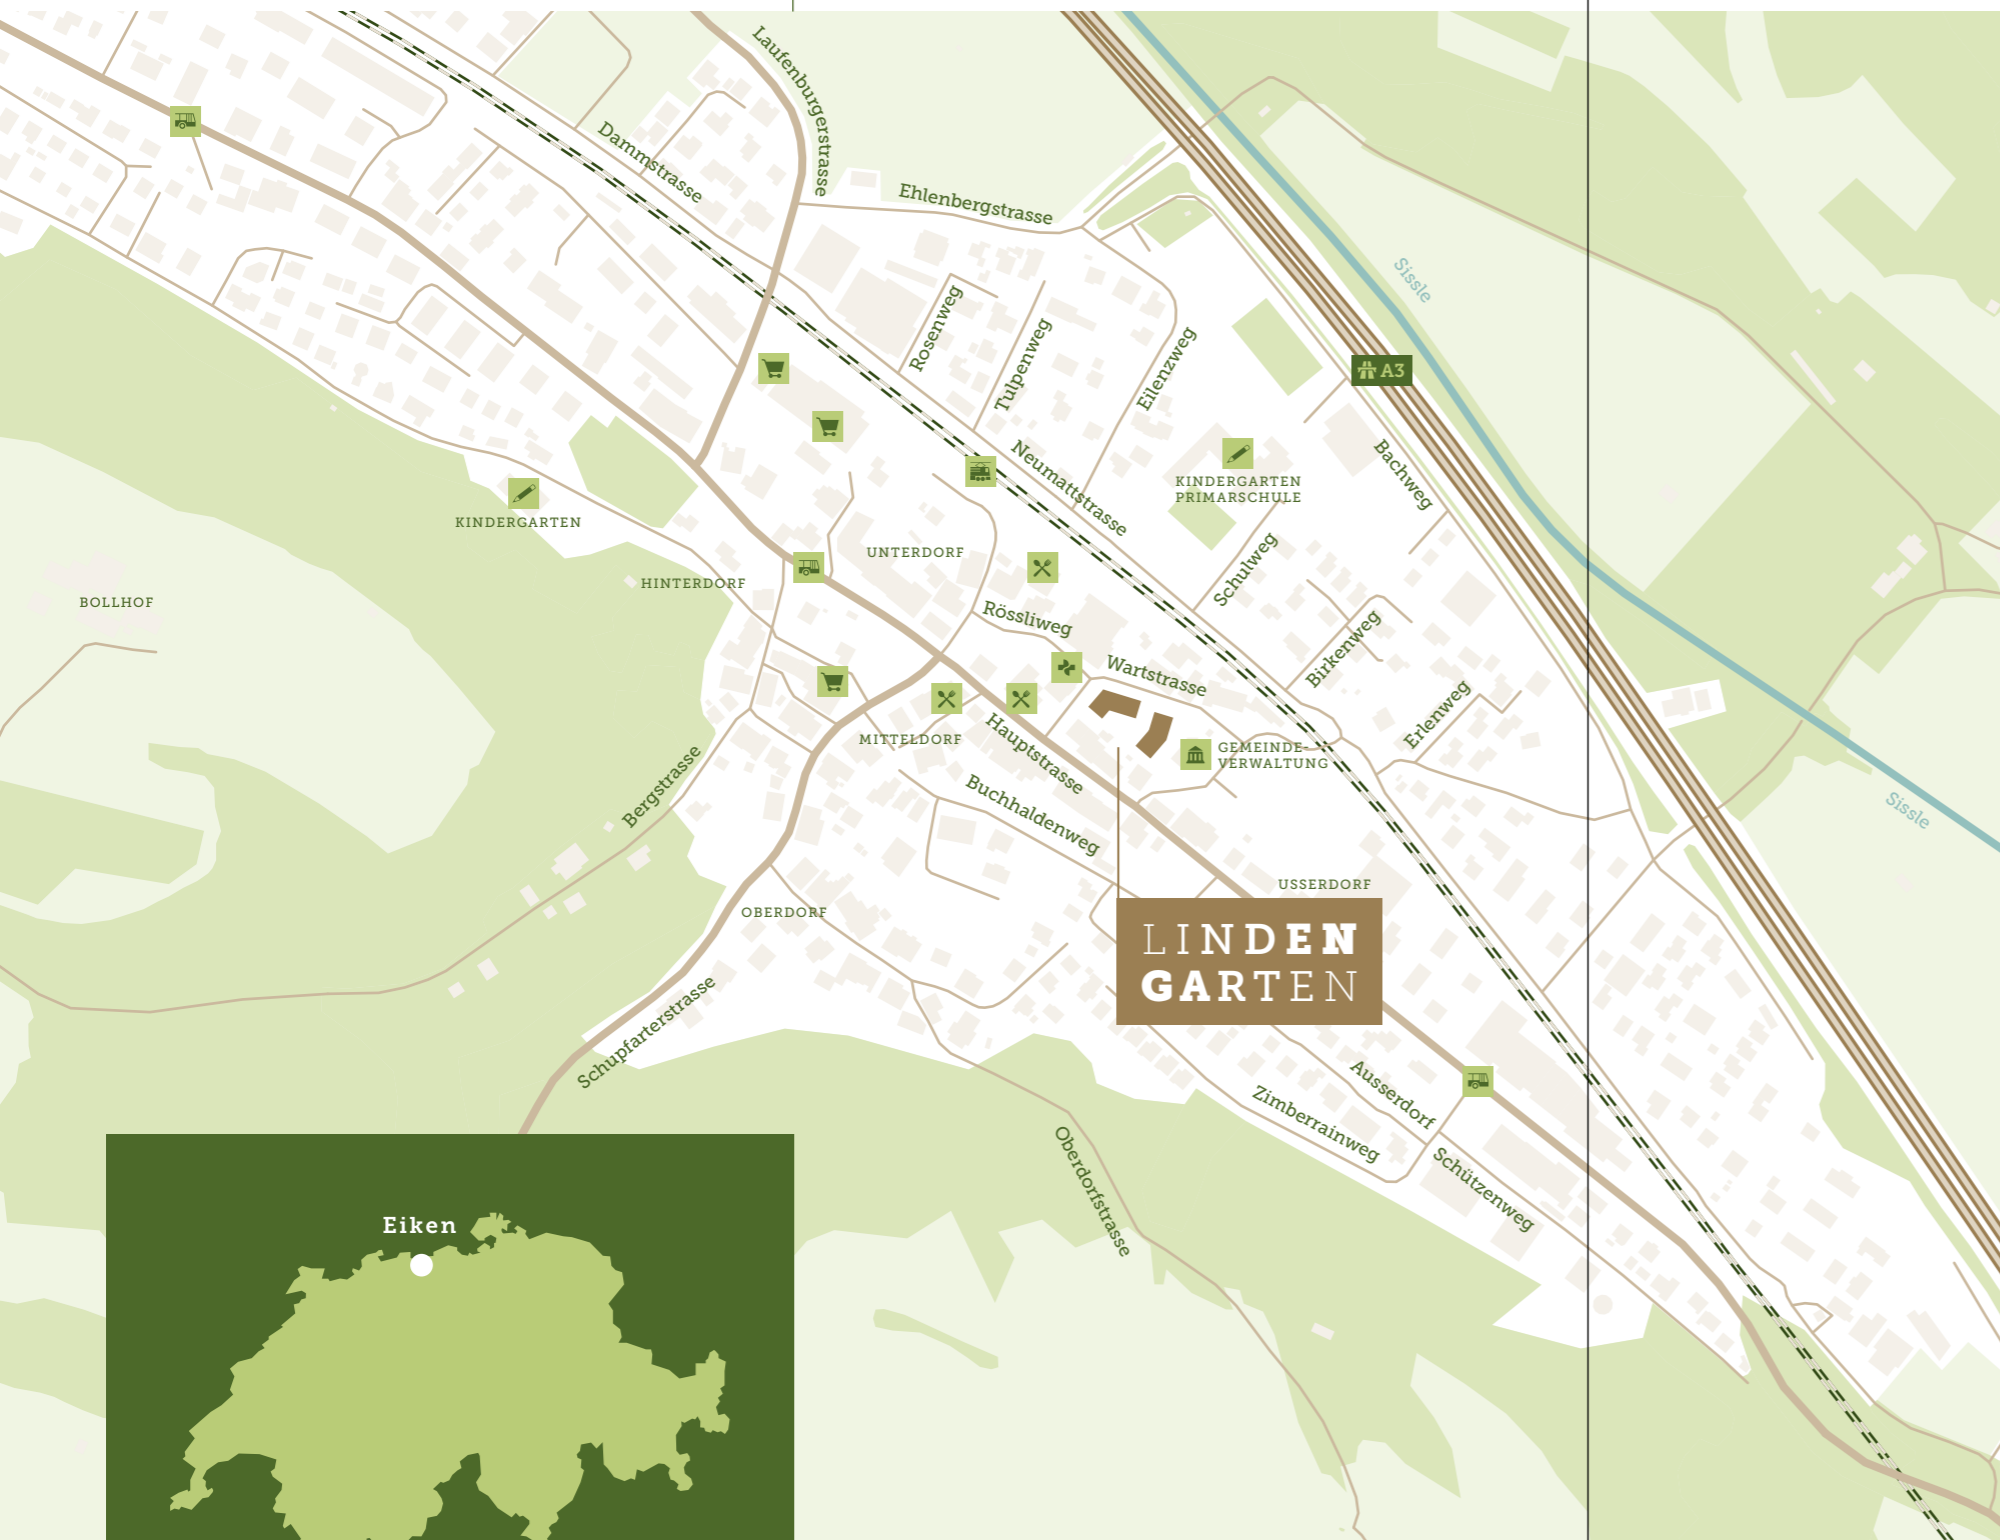 Laufenburgerstrasse
Dammstrasse
Ehlenbergstrasse
Sissle
Rosenweg
Tulpenweg
Eilenzweg
A3
Neumattstrasse
Bachweg
KINDERGARTEN
PRIMARSCHULE
KINDERGARTEN
UNTERDORF
Schulweg
HINTERDORF
BOLLHOF
Rössliweg
Birkenweg
Wartstrasse
Erlenweg
MITTELDORF
Hauptstrasse
GEMEINDE-
VERWALTUNG
Bergstrasse
Buchhaldenweg
Sissle
USSERDORF
OBERDORF
LINDEN
GARTEN
Schupfarterstrasse
Ausserdorf
Zimberrainweg
Schützenweg
Oberdorfstrasse
Eiken